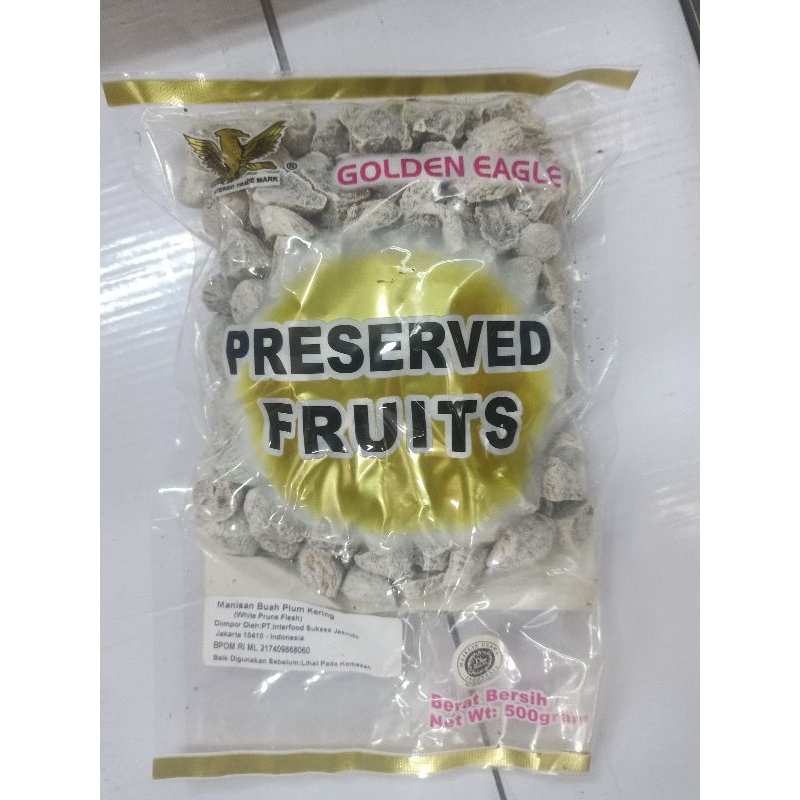 GOLDEN EAGLE
®
TRADE MARK
PRESERVED
FRUITS
Manisan Buah Plum Kering
(White Prune Flesh)
Diimpor Oleh:PT.Interfood Sukses
Jakarta 10410 - Indonesia
BPOM RI ML 217409868060
Baik Digunakan Sebelum:Lihat Pada Kemasan
Berat Bersih
Net Wt: 500gram